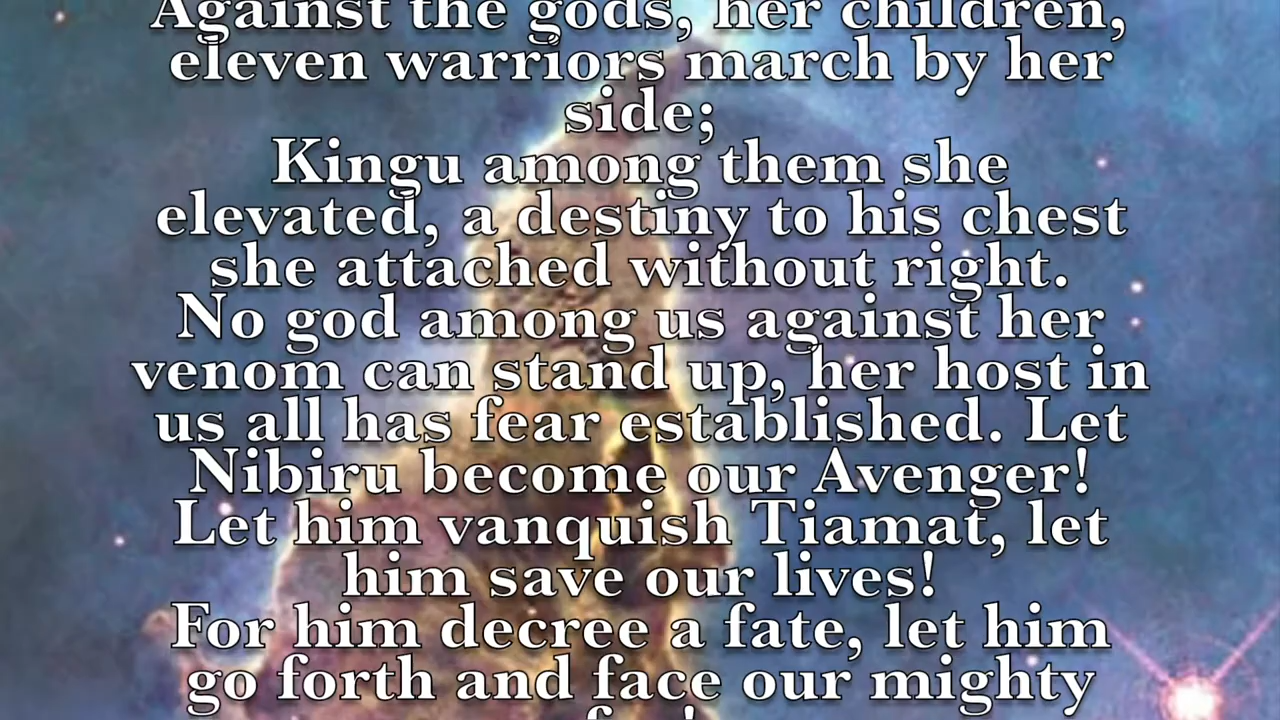 Against the gods, her children,
eleven warriors march by her
side;
Kingu among them she
elevated, a destiny to his chest
she attached without right.
No god among us against her
venom can stand up, her host in
us all has fear established. Let
Nibiru become our Avenger!
Let him vanquish Tiamat, let
him save our lives!
For him decree a fate, let him
go forth and face our mighty